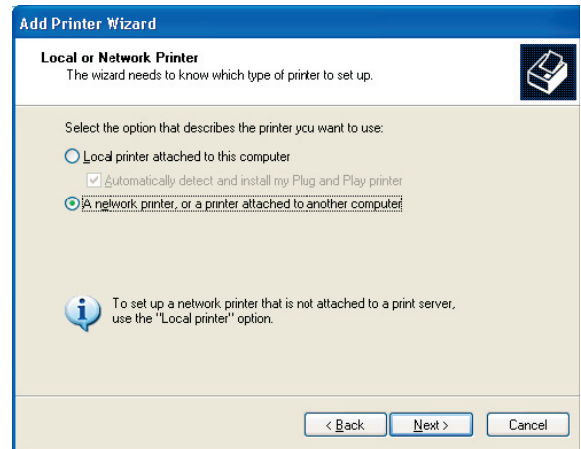 Add Printer Wizard
Local or Network Printer
The wizard needs to know which type of printer to set up.
Select the option that describes the printer you want to use:
Local printer attached to this computer
Automatically detect and install my Plug and Play printer
A network printer, or a printer attached to another computer
To set up a network printer that is not attached to a print server,
use the "Local printer" option.
< Back Next > Cancel